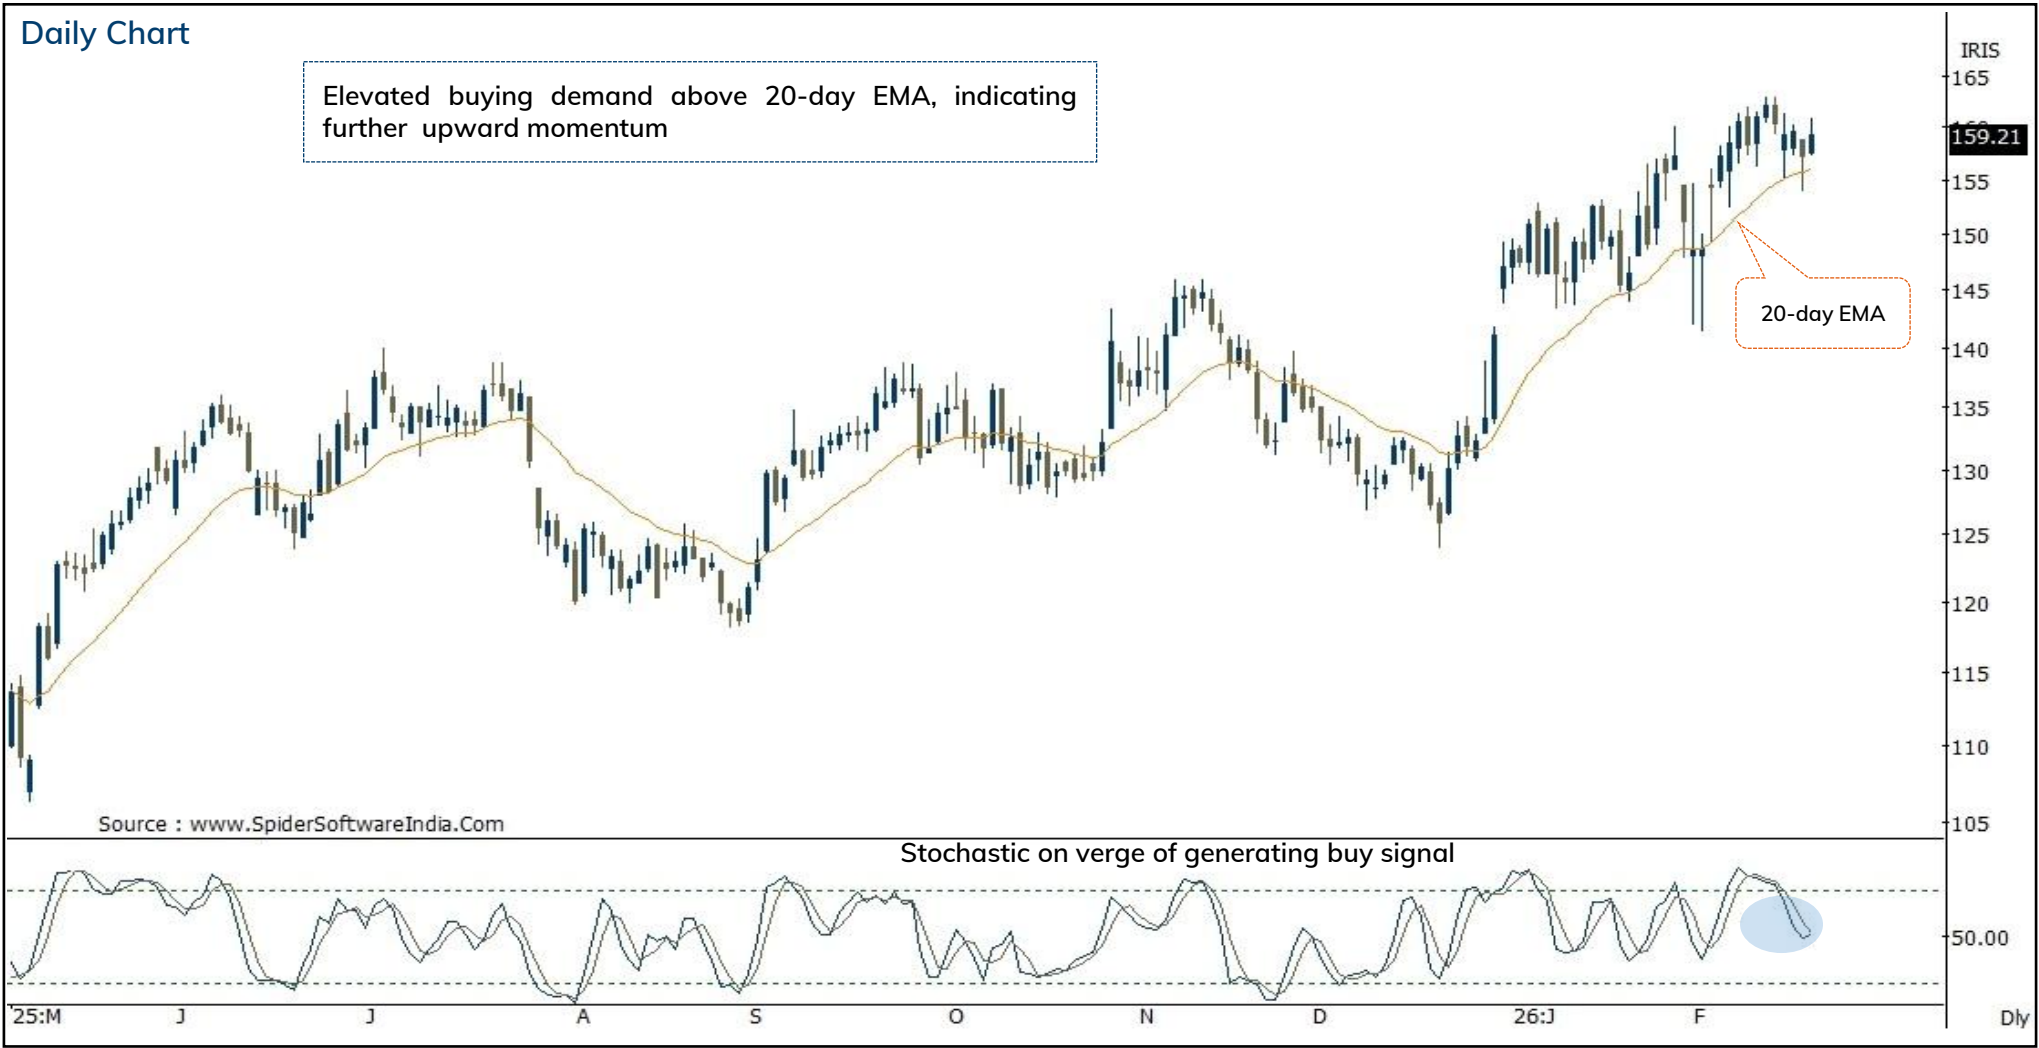 Daily Chart
IRIS
165
Elevated buying demand above 20-day EMA, indicating
further upward momentum
159.21
155
150
145
20-day EMA
140
135
130
125
120
115
110
Source : www.SpiderSoftwareIndia.Com
105
Stochastic on verge of generating buy signal
50.00
25:M J J A S O N D 26:J F Dly